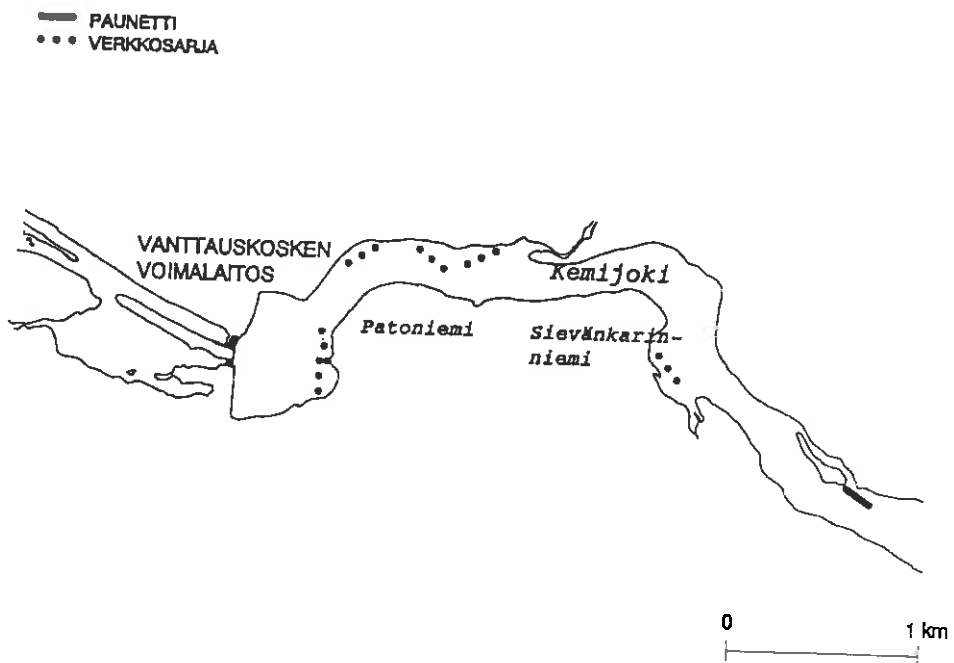 PAUNETTI
VERKKOSARJA
VANTTAUSKOSKEN
VOIMALAITOS
Kemijoki
Patoniemi
Sievänkarin-
niemi
0
1 km